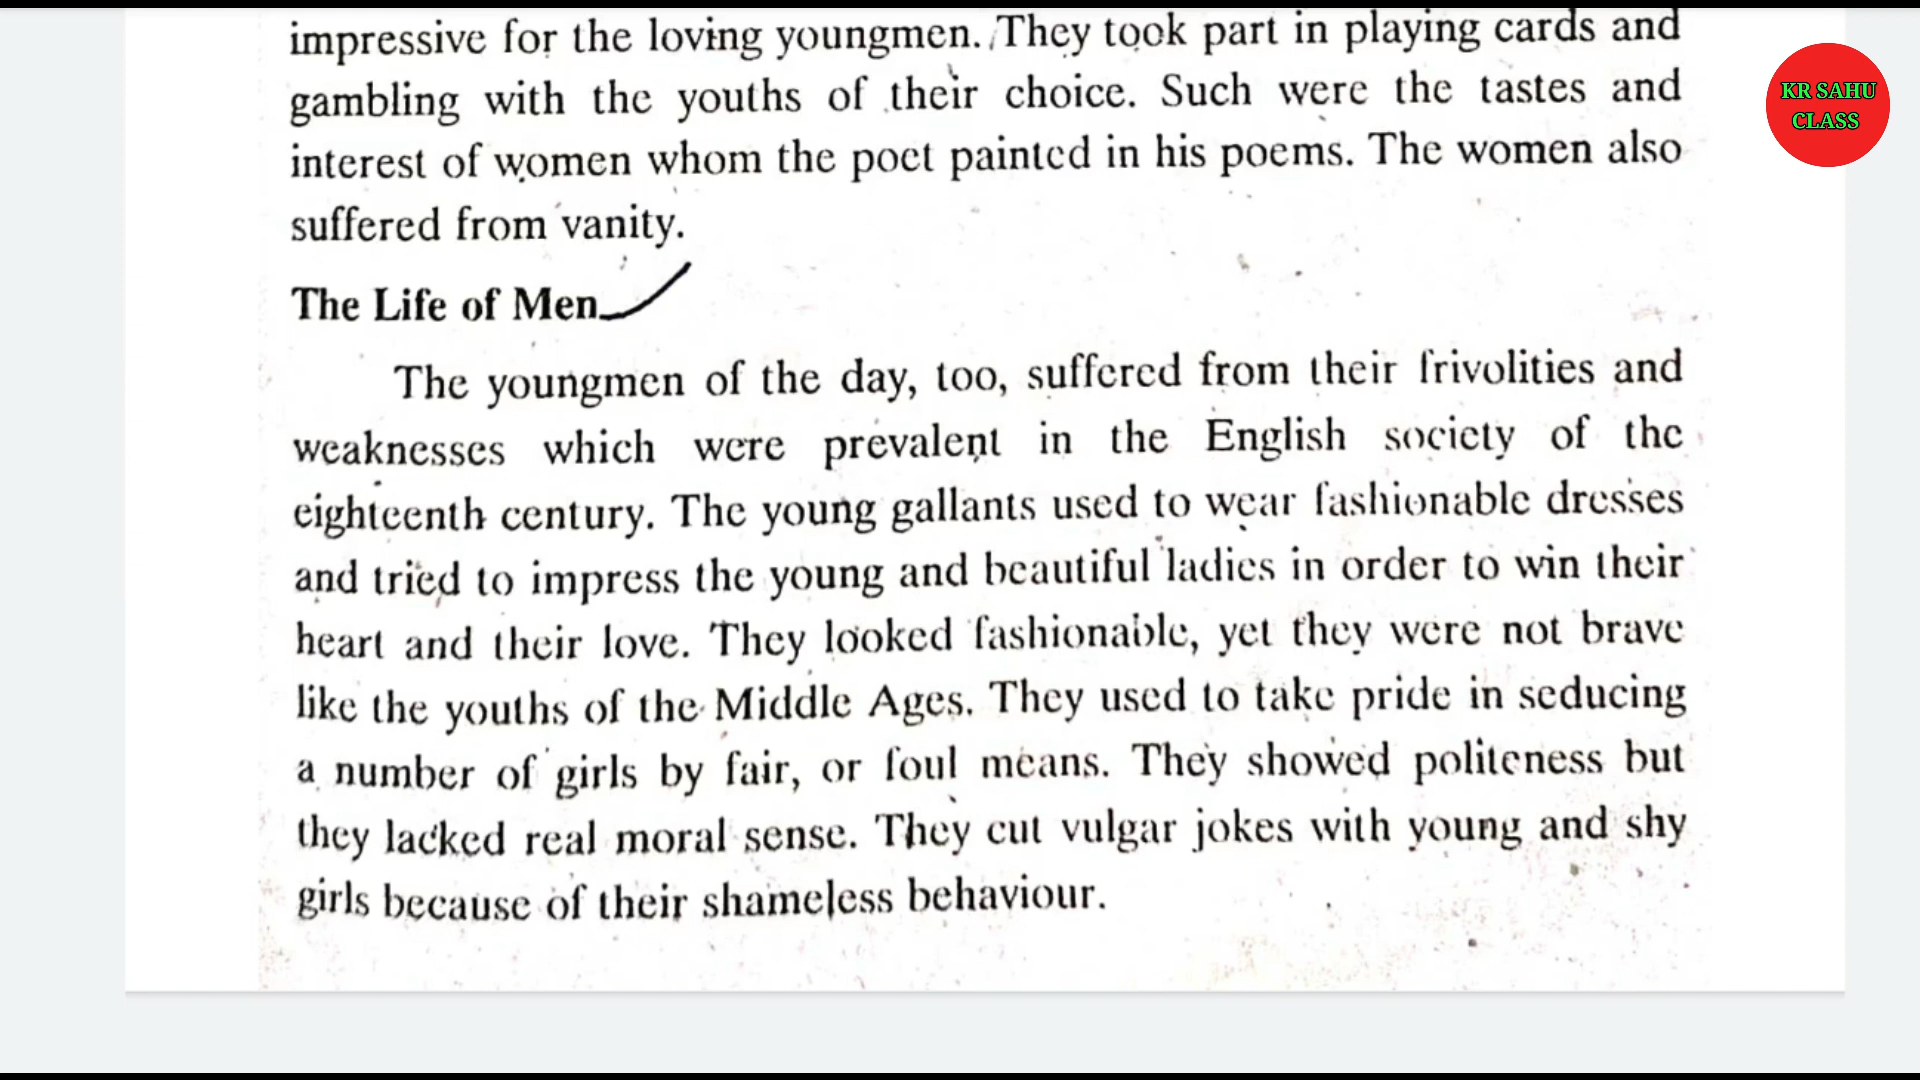 impressive for the loving youngmen. They took part in playing cards and
gambling with the youths of their choice. Such were the tastes and
interest of women whom the poet painted in his poems. The women also
suffered from vanity.
The Life of Men
The youngmen of the day, too, suffered from their frivolities and
weaknesses which were prevalent in the English society of the
eighteenth century. The young gallants used to wear fashionable dresses
and tried to impress the young and beautiful ladies in order to win their
heart and their love. They looked fashionable, yet they were not brave
like the youths of the Middle Ages. They used to take pride in seducing
a number of girls by fair, or foul means. They showed politeness but
they lacked real moral sense. They cut vulgar jokes with young and shy
girls because of their shameless behaviour.
KR SAHU
CLASS